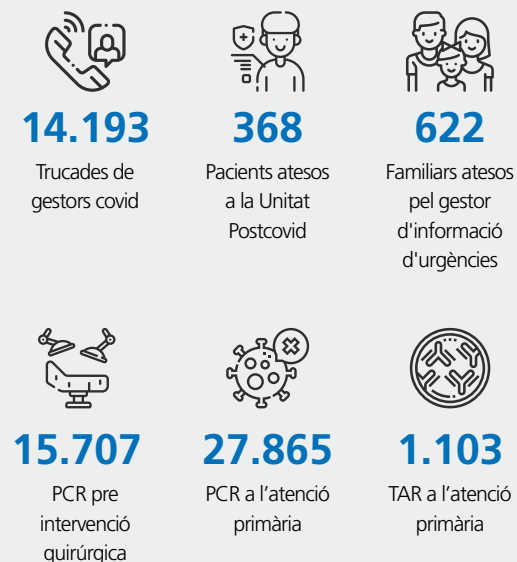 14.193
Trucades de
gestors covid
368
Pacients atesos
a la Unitat
Postcovid
622
Familiars atesos
pel gestor
d'informació
d'urgències
15.707
PCR pre
intervenció
quirúrgica
27.865
PCR a l’atenció
primària
1.103
TAR a l’atenció
primària